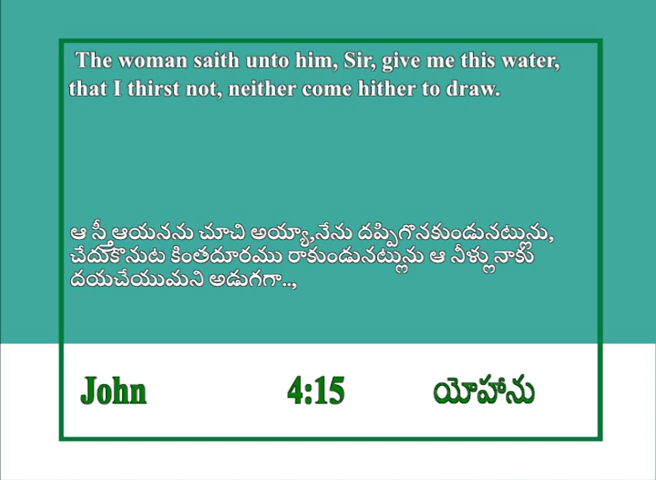 The woman saith unto him, Sir, give me this water,
that I thirst not, neither come hither to draw.
ఆ స్త్రీ ఆయనను చూచి అయ్యా,నేను దప్పిగొనకుండునట్లును,
చేదుకొనుట కింతదూరము రాకుండునట్లును ఆ నీళ్లు నాకు
దయచేయుమని అడుగగా..,
John 4:15 యోహాను